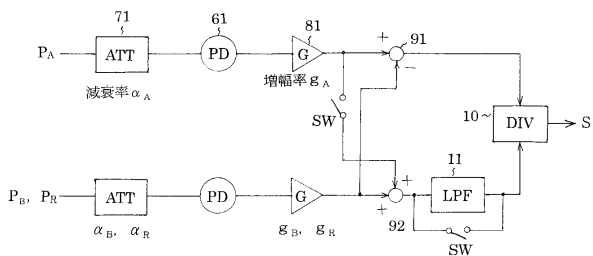 71
61
81
P_A
ATT
PD
G
+
91
−
減衰率 α_A
増幅率 g_A
SW
10
DIV
S
11
+
P_B, P_R
ATT
PD
G
+
LPF
92
α_B, α_R
g_B, g_R
SW